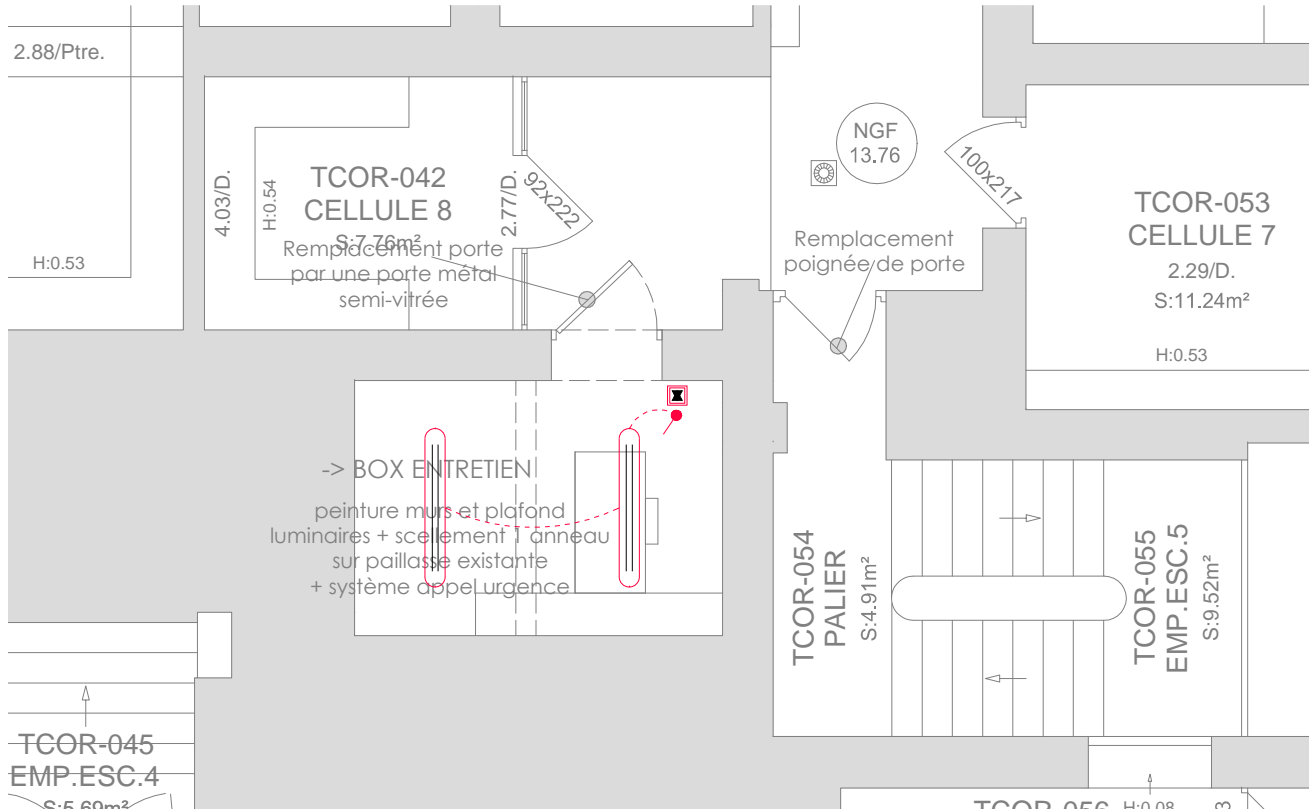 2.88/Ptre.
H:0.53
4.03/D.
H:0.54
TCOR-042
CELLULE 8
S:7.76m²
2.77/D.
92x222
Remplacement porte
par une porte métal
semi-vitrée
NGF
13.76
100x217
Remplacement
poignée de porte
TCOR-053
CELLULE 7
2.29/D.
S:11.24m²
H:0.53
-> BOX ENTRETIEN
peinture murs et plafond
luminaires + scellement 1 anneau
sur paillasse existante
+ système appel urgence
TCOR-054
PALIER
S:4.91m²
TCOR-055
EMP.ESC.5
S:9.52m²
TCOR-045
EMP.ESC.4
S:5.69m²
TCOR-056
H:0.08
3